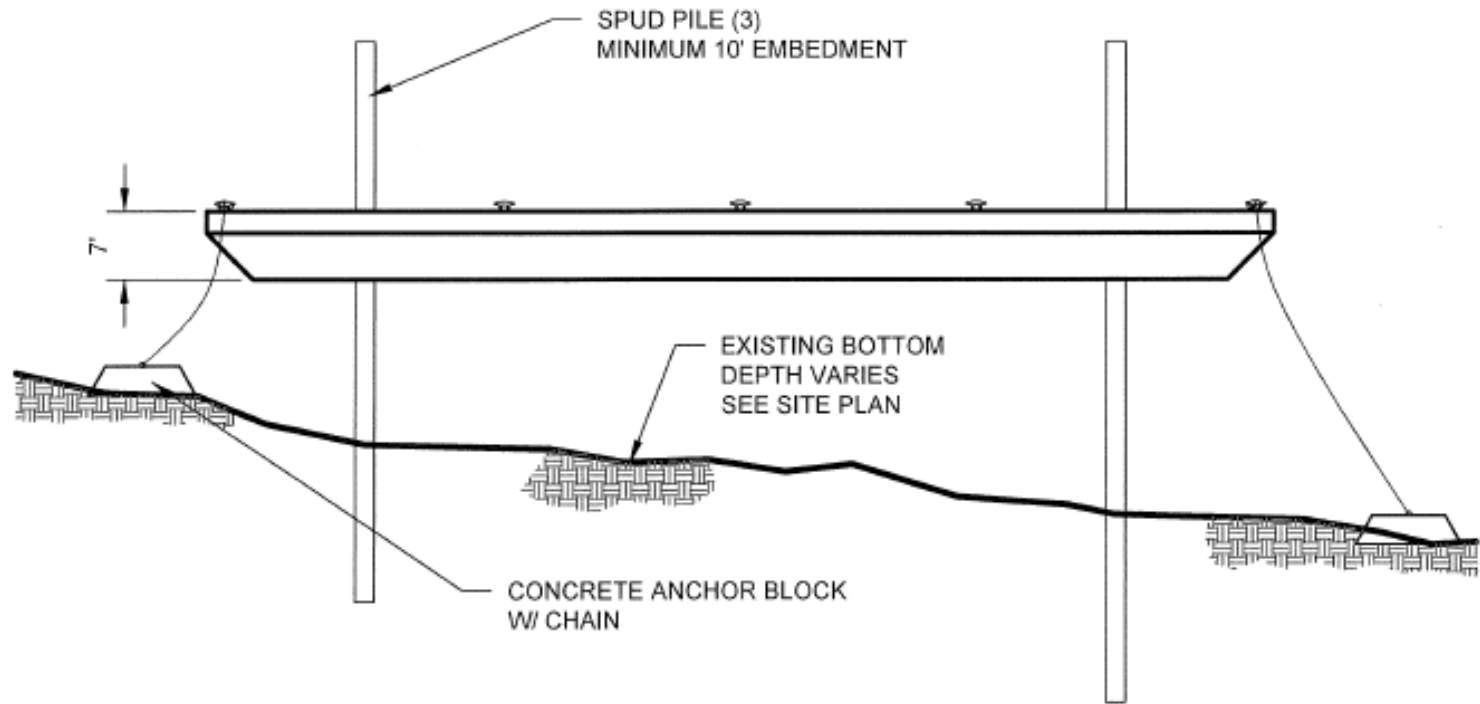 SPUD PILE (3)
MINIMUM 10' EMBEDMENT
7'
EXISTING BOTTOM
DEPTH VARIES
SEE SITE PLAN
CONCRETE ANCHOR BLOCK
W/ CHAIN